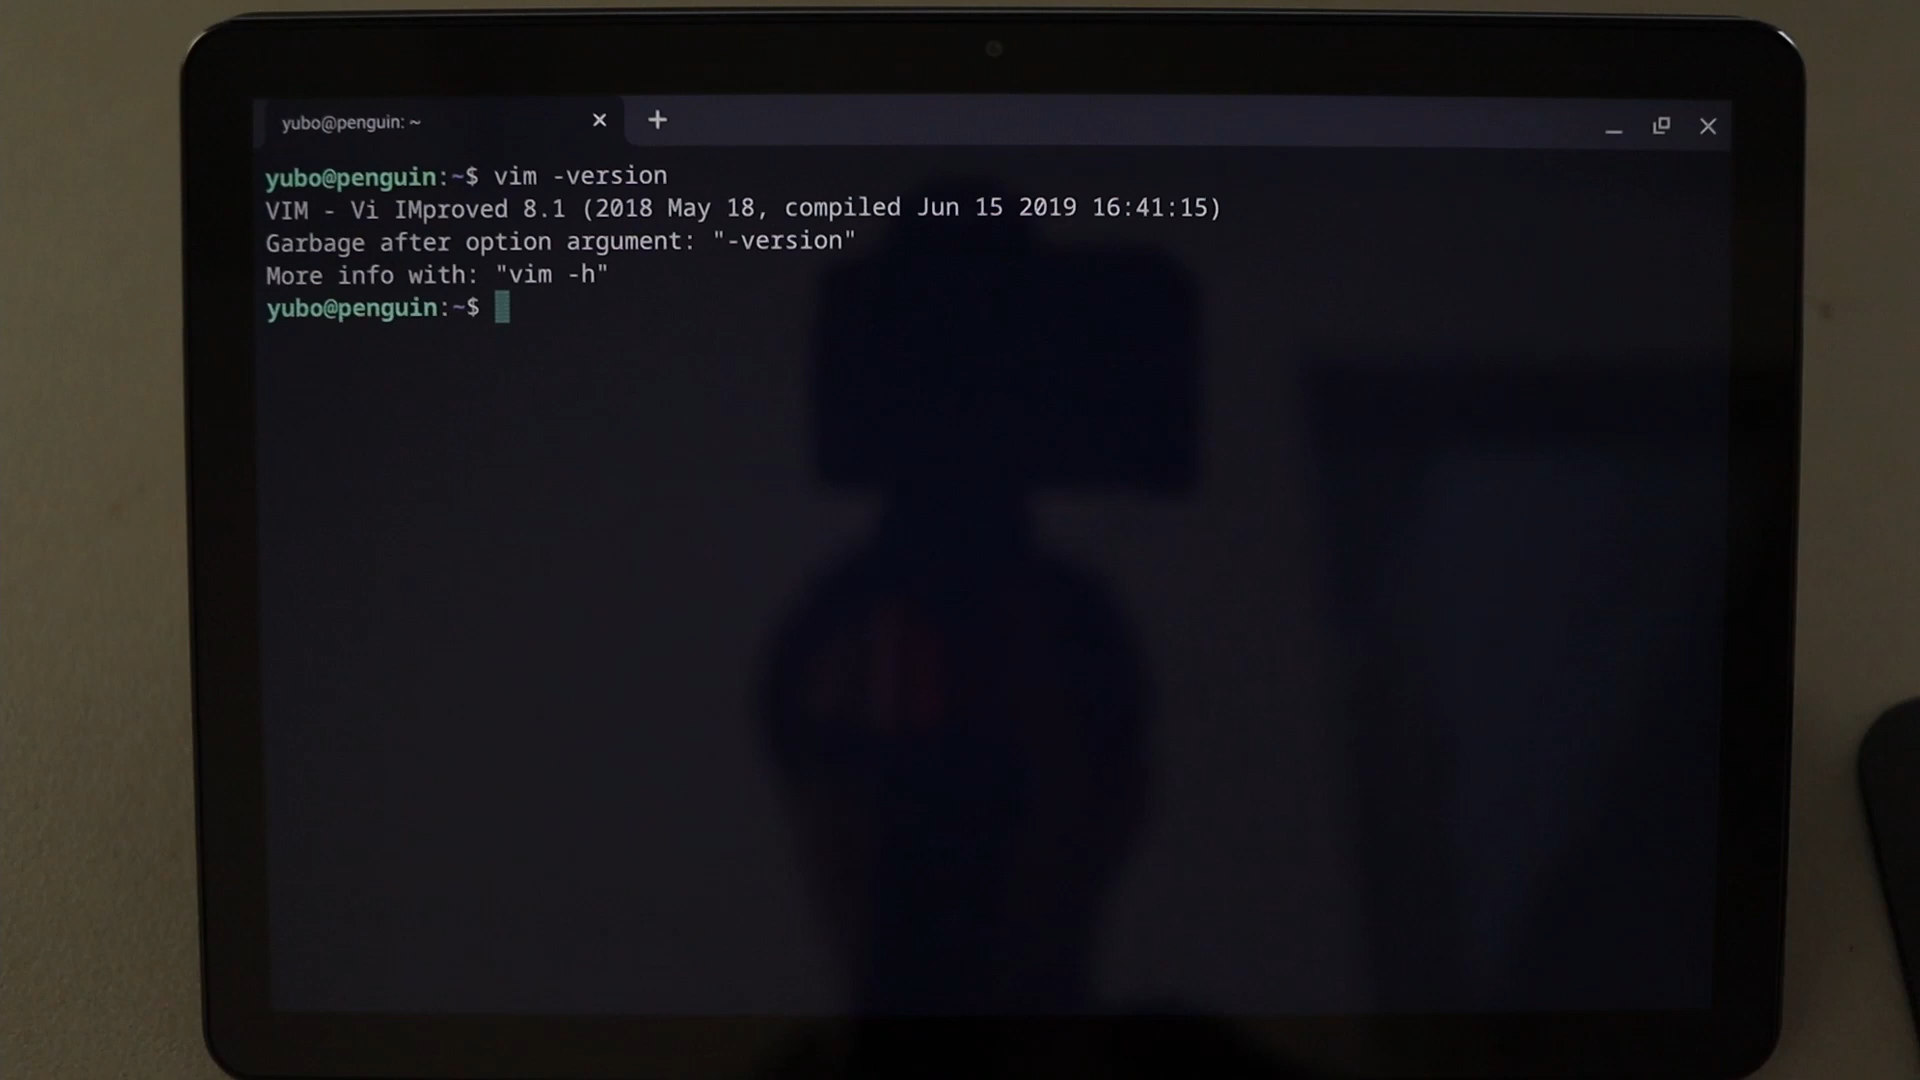 yubo@penguin: ~
yubo@penguin:~$ vim -version
VIM - Vi IMproved 8.1 (2018 May 18, compiled Jun 15 2019 16:41:15)
Garbage after option argument: "-version"
More info with: "vim -h"
yubo@penguin:~$